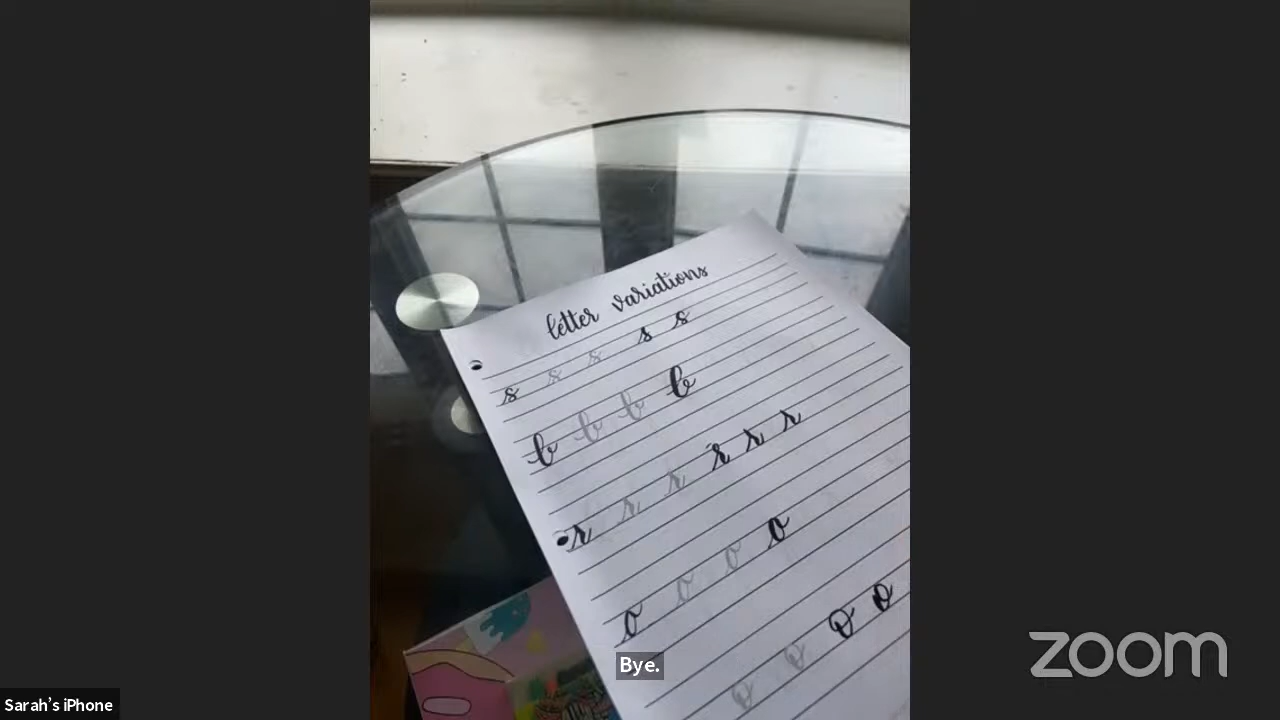 letter variations
s s s s s
b b b b
r r r r r r
o o o o
o o o o
Bye.
zoom
Sarah's iPhone